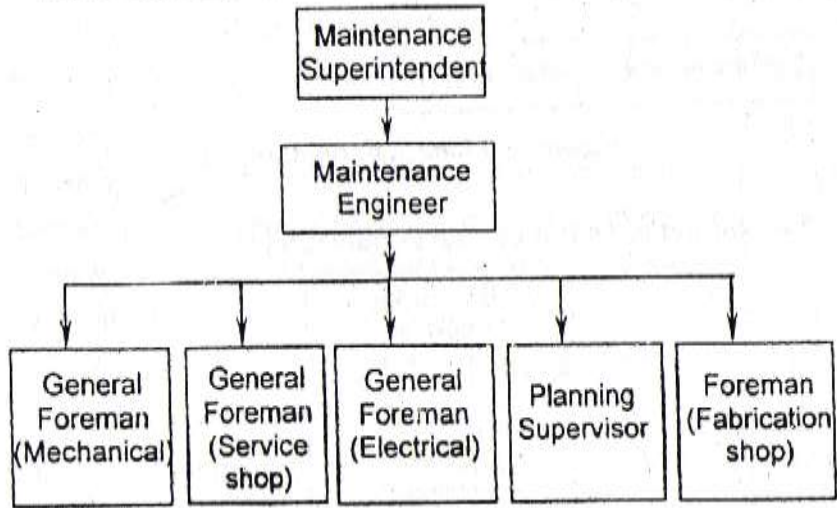 Maintenance
Superintendent
Maintenance
Engineer
General
Foreman
(Mechanical)
General
Foreman
(Service
shop)
General
Foreman
(Electrical)
Planning
Supervisor
Foreman
(Fabrication
shop)